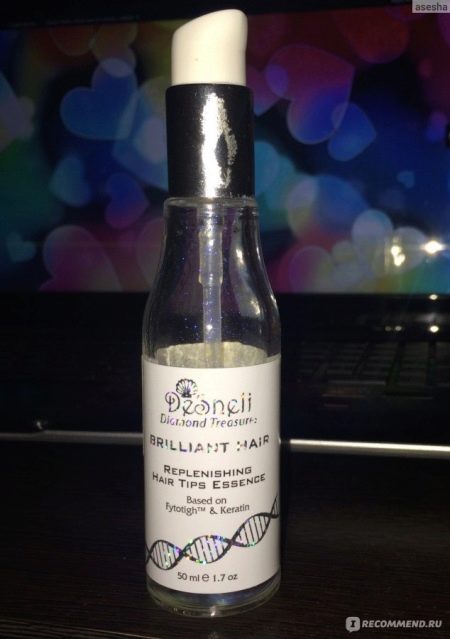 asesha
DeSheli
Diamond Treasures
BRILLIANT HAIR
REPLENISHING
HAIR TIPS ESSENCE
Based on
Fytotigh™ & Keratin
50 ml ℮ 1.7 oz
I RECOMMEND.RU